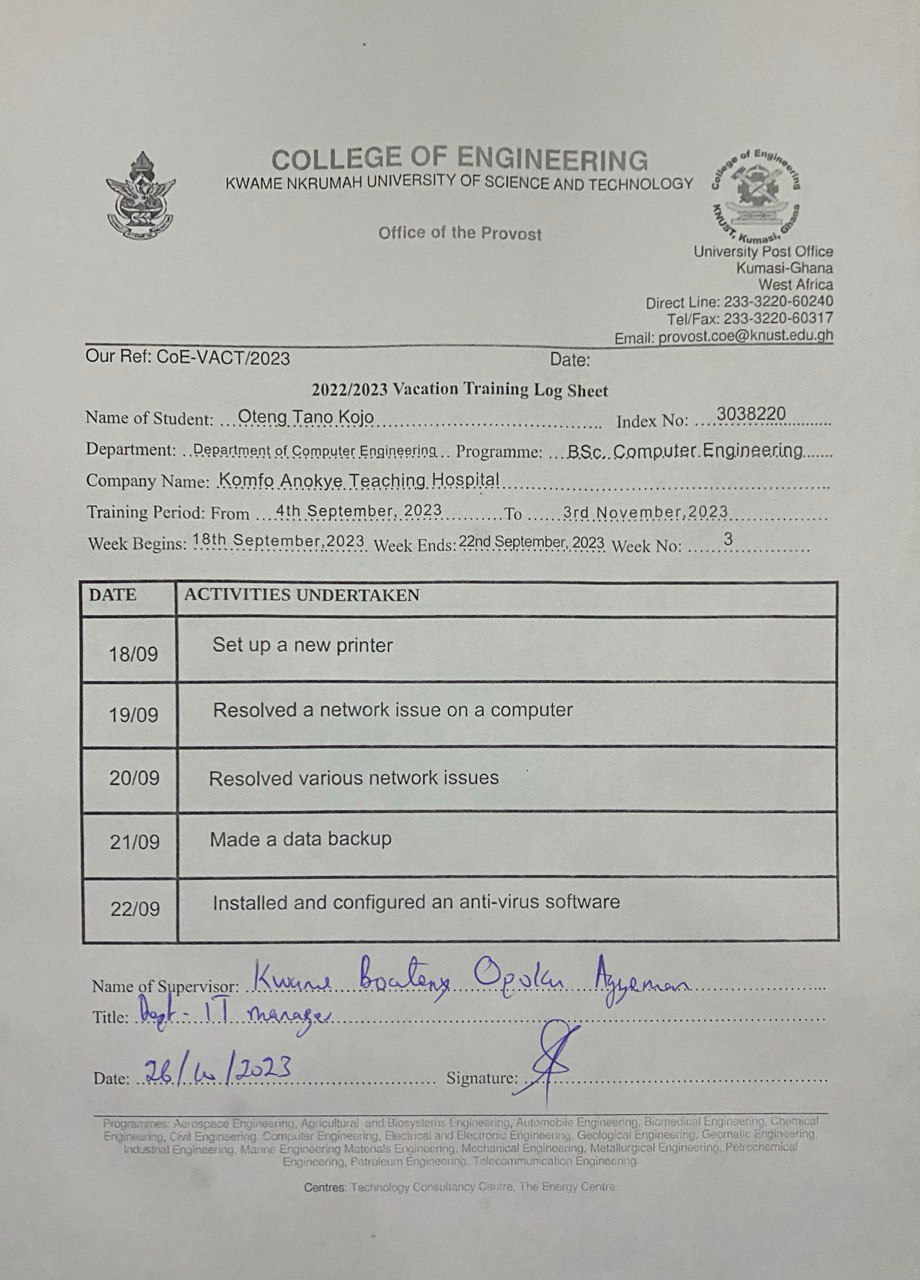 COLLEGE OF ENGINEERING
KWAME NKRUMAH UNIVERSITY OF SCIENCE AND TECHNOLOGY
College of Engineering
KNUST, Kumasi, Ghana
Office of the Provost
University Post Office
Kumasi-Ghana
West Africa
Direct Line: 233-3220-60240
Tel/Fax: 233-3220-60317
Email: provost.coe@knust.edu.gh
Our Ref: CoE-VACT/2023 Date:
2022/2023 Vacation Training Log Sheet
Name of Student: Oteng Tano Kojo Index No: 3038220
Department: Department of Computer Engineering Programme: BSc. Computer Engineering
Company Name: Komfo Anokye Teaching Hospital
Training Period: From 4th September, 2023 To 3rd November,2023
Week Begins: 18th September,2023 Week Ends: 22nd September, 2023 Week No: 3
DATE ACTIVITIES UNDERTAKEN
18/09 Set up a new printer
19/09 Resolved a network issue on a computer
20/09 Resolved various network issues
21/09 Made a data backup
22/09 Installed and configured an anti-virus software
Name of Supervisor: Kwame Boateng Opoku Agyeman
Title: Dept - IT manager
Date: 26/ /2023 Signature:
Programmes: Aerospace Engineering, Agricultural and Biosystems Engineering, Automobile Engineering, Biomedical Engineering, Chemical
Engineering, Civil Engineering. Computer Engineering, Electrical and Electronic Engineering. Geological Engineering, Geomatic Engineering,
Industrial Engineering. Marine Engineering Materials Engineering. Mechanical Engineering, Metallurgical Engineering, Petrochemical
Engineering, Petroleum Engineering. Telecommunication Engineering.
Centres: Technology Consultancy Centre, The Energy Centre.